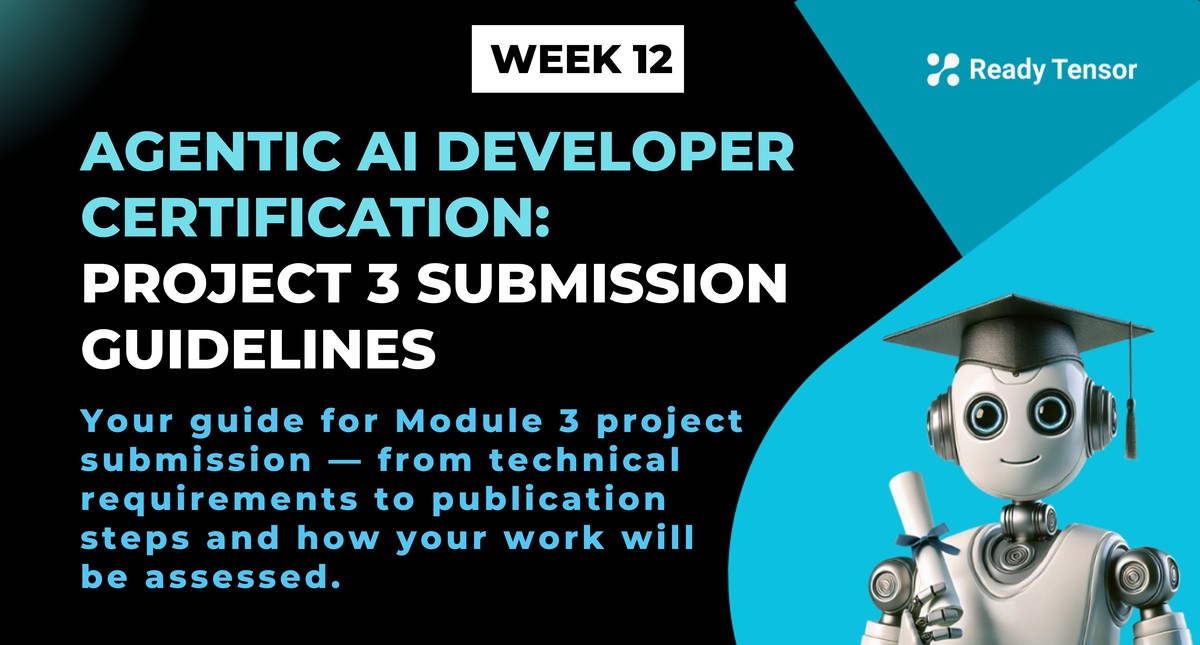 WEEK 12
Ready Tensor
AGENTIC AI DEVELOPER
CERTIFICATION:
PROJECT 3 SUBMISSION
GUIDELINES
Your guide for Module 3 project
submission — from technical
requirements to publication
steps and how your work will
be assessed.